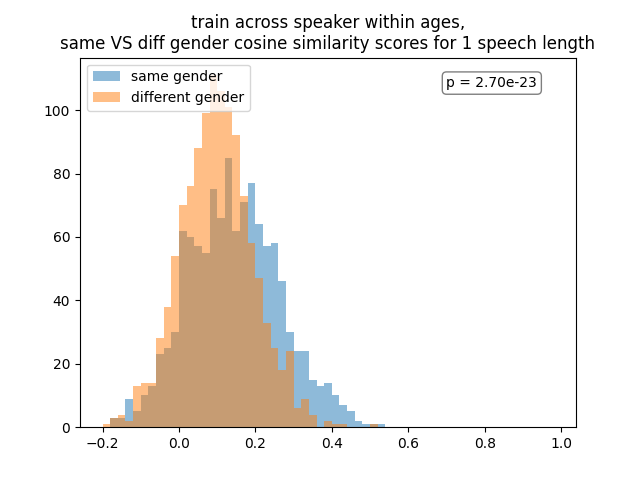 train across speaker within ages,
same VS diff gender cosine similarity scores for 1 speech length
same gender
different gender
p = 2.70e-23
100
80
60
40
20
0
−0.2 0.0 0.2 0.4 0.6 0.8 1.0